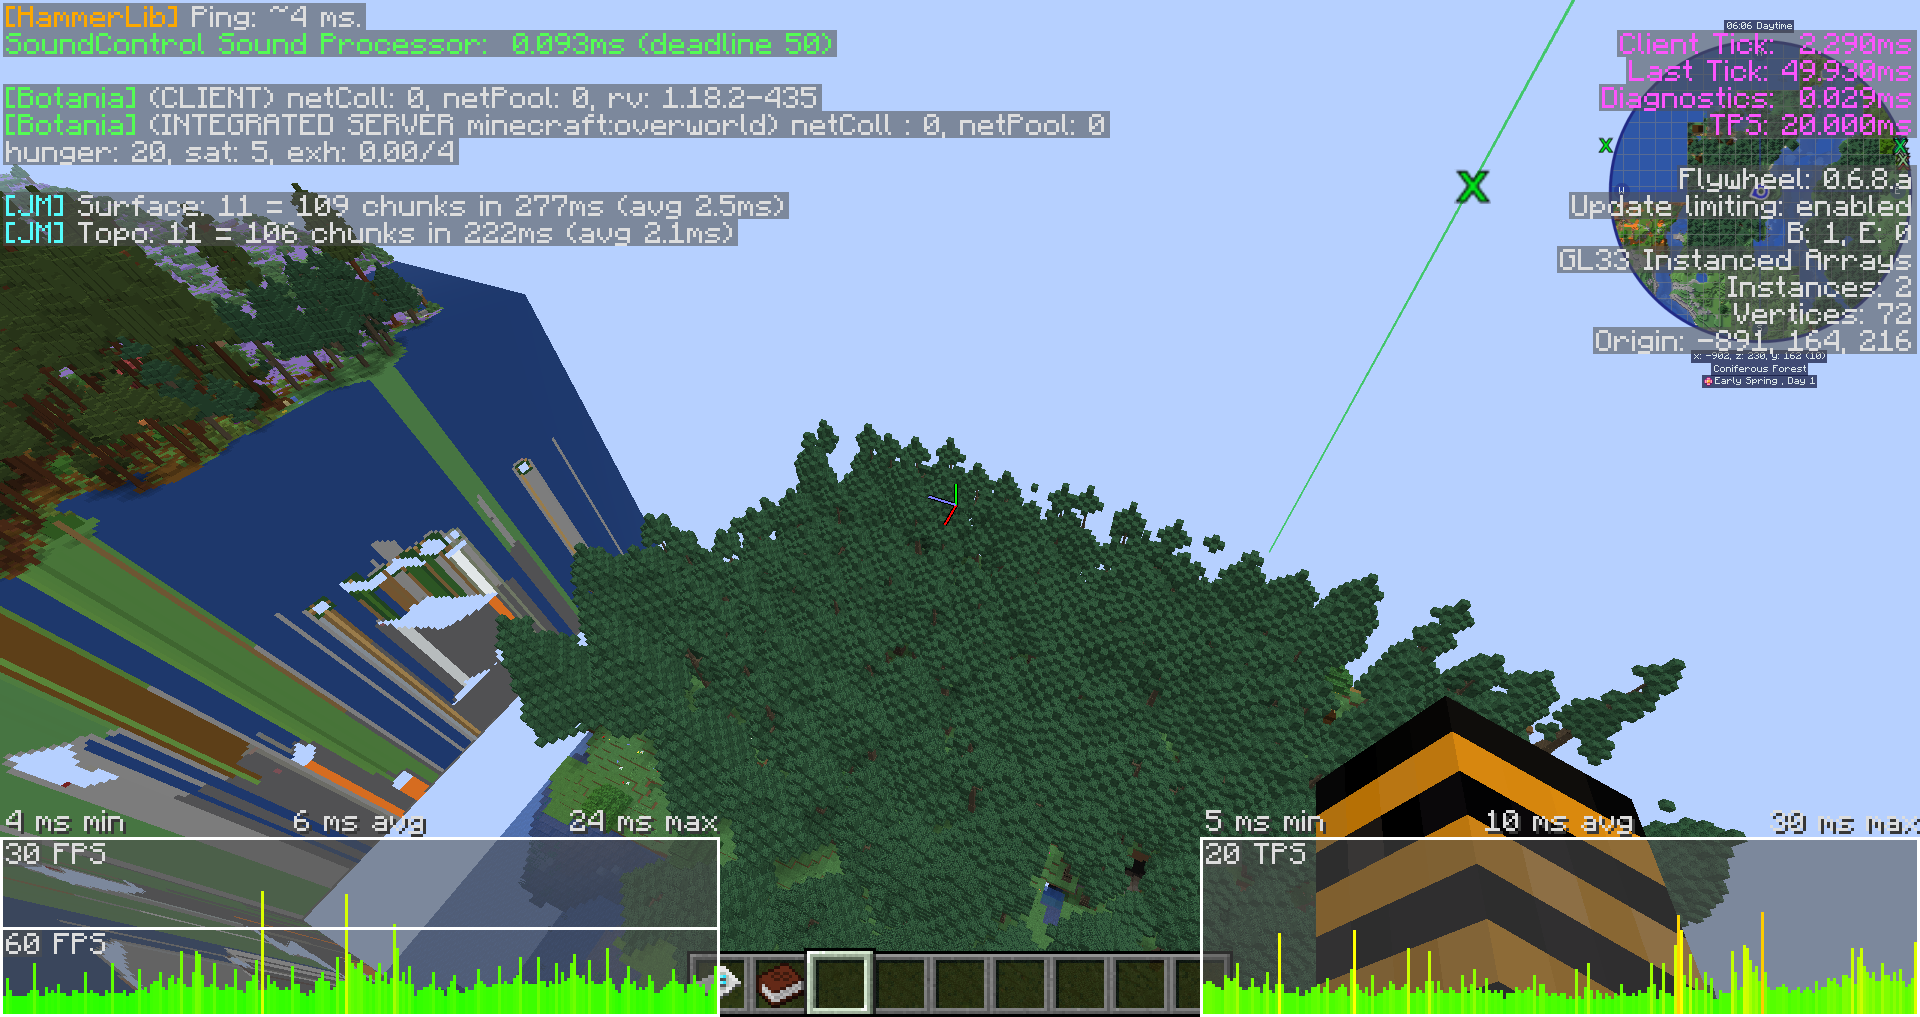 [HammerLib] Ping: ~4 ms.
SoundControl Sound Processor: 0.093ms (deadline 50)
[Botania] (CLIENT) netColl: 0, netPool: 0, rv: 1.18.2-435
[Botania] (INTEGRATED SERVER minecraft:overworld) netColl : 0, netPool: 0
hunger: 20, sat: 5, exh: 0.00/4
[JM] Surface: 11 = 109 chunks in 277ms (avg 2.5ms)
[JM] Topo: 11 = 106 chunks in 222ms (avg 2.1ms)
06:06 Daytime
Client Tick: 2.290ms
Last Tick: 49.930ms
Diagnostics: 0.029ms
TPS: 20.000ms
Flywheel: 0.6.8.a
Update limiting: enabled
B: 1, E: 0
GL33 Instanced Arrays
Instances: 2
Vertices: 72
Origin: -891, 164, 216
x: -902, z: 230, y: 162 (10)
Coniferous Forest
Early Spring , Day 1
X
X
X
X
W
4 ms min 6 ms avg 24 ms max
30 FPS
60 FPS
5 ms min 10 ms avg 30 ms max
20 TPS